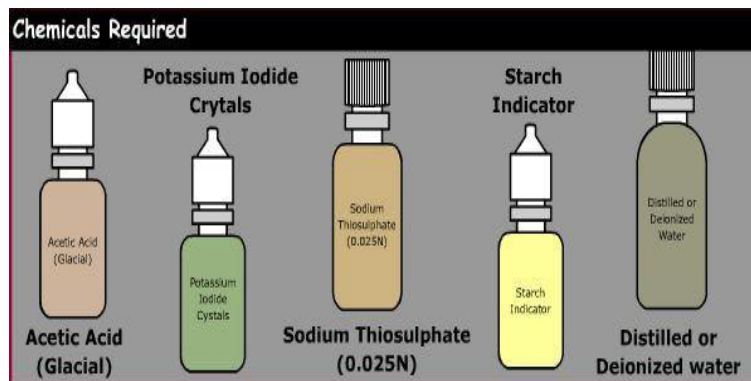 Chemicals Required
Potassium Iodide
Crytals
Starch
Indicator
Acetic Acid
(Glacial)
Potassium
Iodide
Cystals
Sodium
Thiosulphate
(0.025N)
Starch
Indicator
Distilled or
Deionized
Water
Acetic Acid
(Glacial)
Sodium Thiosulphate
(0.025N)
Distilled or
Deionized water